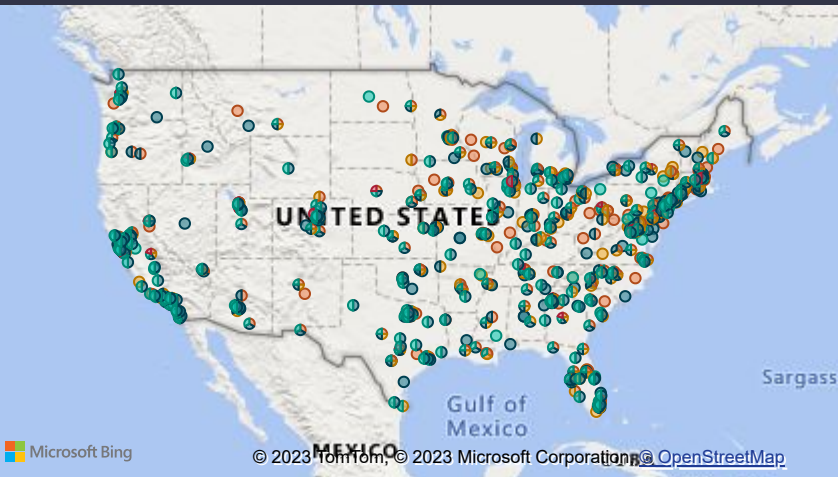 UNITED STATES
Sargass
Gulf of
Mexico
MEXICO
Microsoft Bing
© 2023 TomTom, © 2023 Microsoft Corporation, © OpenStreetMap